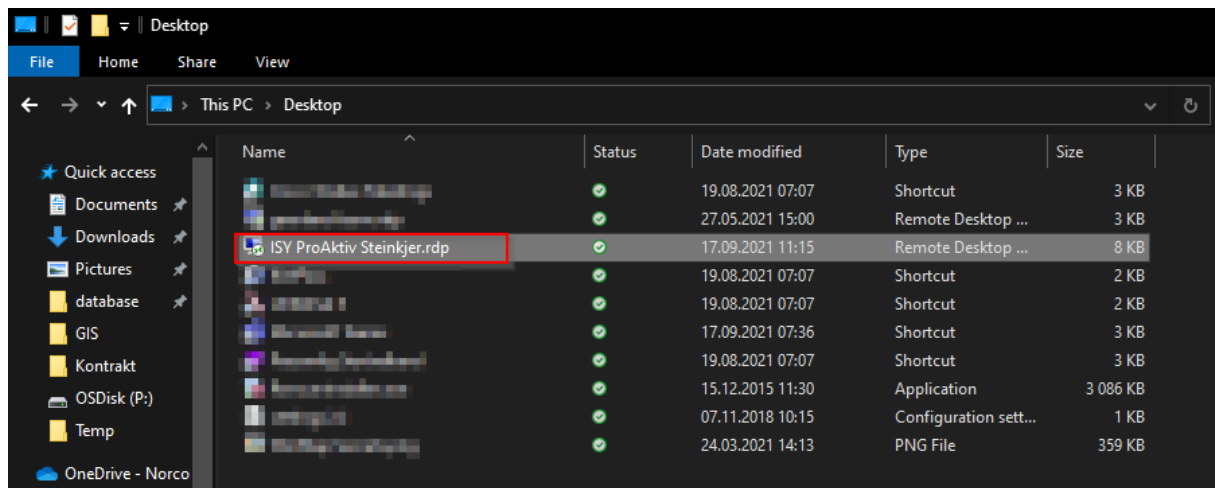 Desktop
File Home Share View
This PC > Desktop
Name Status Date modified Type Size
Quick access
Documents
Downloads
Pictures
database
GIS
Kontrakt
OSDisk (P:)
Temp
OneDrive - Norco
19.08.2021 07:07 Shortcut 3 KB
27.05.2021 15:00 Remote Desktop ... 3 KB
ISY ProAktiv Steinkjer.rdp 17.09.2021 11:15 Remote Desktop ... 8 KB
19.08.2021 07:07 Shortcut 2 KB
19.08.2021 07:07 Shortcut 2 KB
17.09.2021 07:36 Shortcut 3 KB
19.08.2021 07:07 Shortcut 3 KB
15.12.2015 11:30 Application 3 086 KB
07.11.2018 10:15 Configuration sett... 1 KB
24.03.2021 14:13 PNG File 359 KB